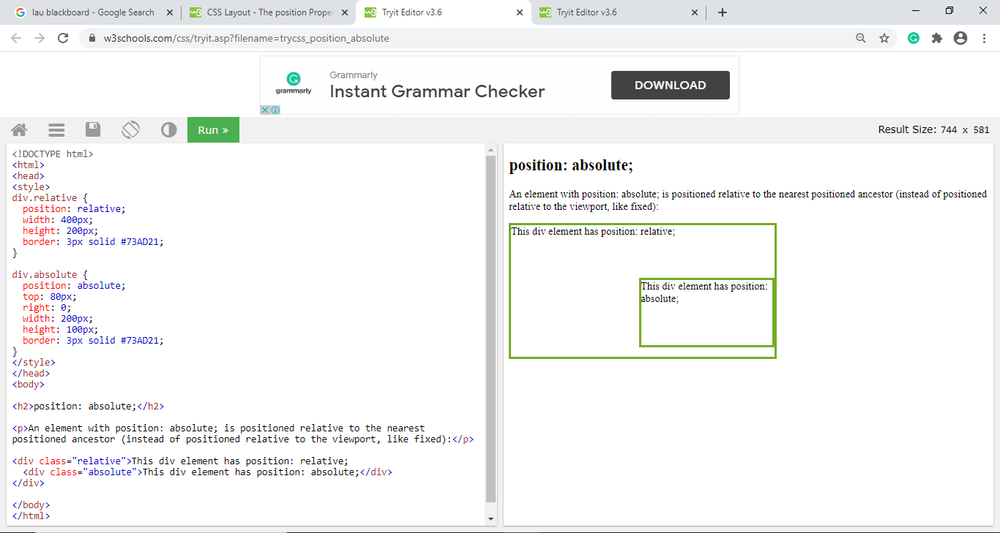 lau blackboard - Google Search
CSS Layout - The position Proper
Tryit Editor v3.6
Tryit Editor v3.6
w3schools.com/css/tryit.asp?filename=trycss_position_absolute
grammarly
Grammarly
Instant Grammar Checker
DOWNLOAD
Run »
Result Size: 744 x 581
<!DOCTYPE html>
<html>
<head>
<style>
div.relative {
  position: relative;
  width: 400px;
  height: 200px;
  border: 3px solid #73AD21;
}
div.absolute {
  position: absolute;
  top: 80px;
  right: 0;
  width: 200px;
  height: 100px;
  border: 3px solid #73AD21;
}
</style>
</head>
<body>
<h2>position: absolute;</h2>
<p>An element with position: absolute; is positioned relative to the nearest
positioned ancestor (instead of positioned relative to the viewport, like fixed):</p>
<div class="relative">This div element has position: relative;
  <div class="absolute">This div element has position: absolute;</div>
</div>
</body>
</html>
position: absolute;
An element with position: absolute; is positioned relative to the nearest positioned ancestor (instead of positioned
relative to the viewport, like fixed):
This div element has position: relative;
This div element has position:
absolute;